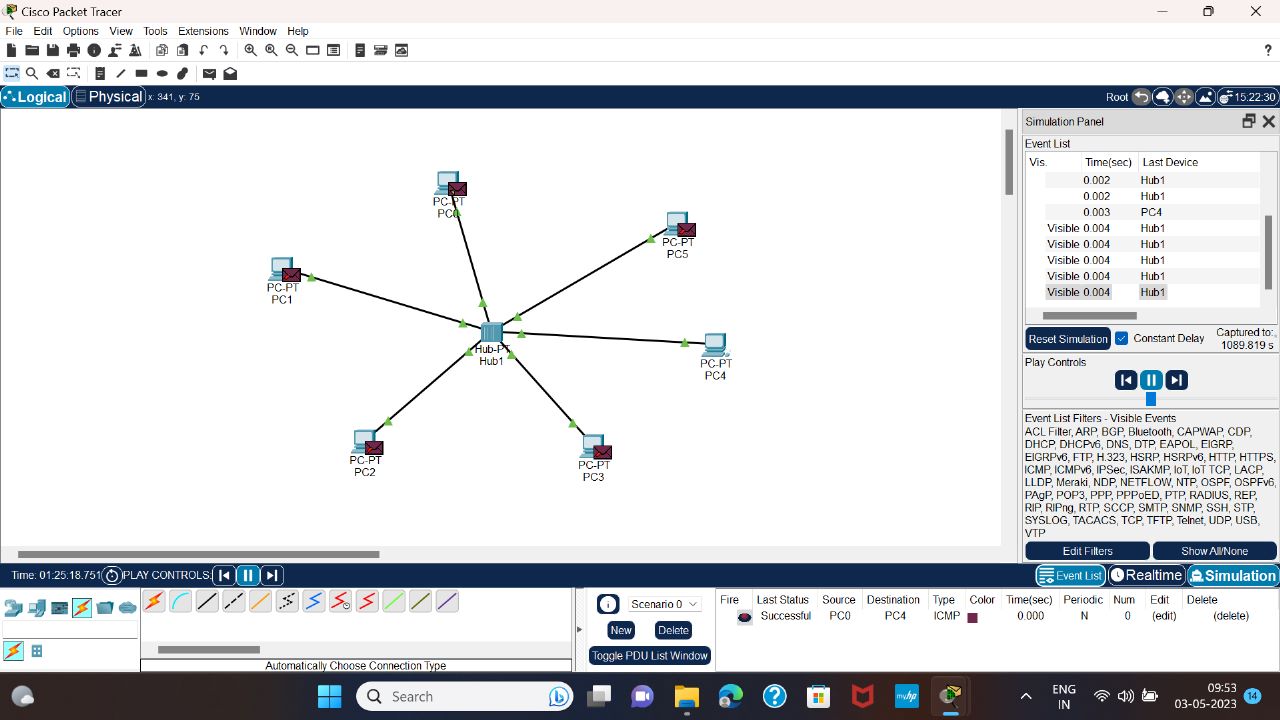 Cisco Packet Tracer
File Edit Options View Tools Extensions Window Help
Logical Physical x: 341, y: 75
Root 15:22:30
PC-PT
PC0
PC-PT
PC5
PC-PT
PC1
Hub-PT
Hub1
PC-PT
PC4
PC-PT
PC2
PC-PT
PC3
Simulation Panel
Event List
Vis. Time(sec) Last Device
0.002 Hub1
0.002 Hub1
0.003 PC4
Visible 0.004 Hub1
Visible 0.004 Hub1
Visible 0.004 Hub1
Visible 0.004 Hub1
Visible 0.004 Hub1
Reset Simulation Constant Delay Captured to:
1089.819 s
Play Controls
Event List Filters - Visible Events
ACL Filter, ARP, BGP, Bluetooth, CAPWAP, CDP,
DHCP, DHCPv6, DNS, DTP, EAPOL, EIGRP,
EIGRPv6, FTP, H.323, HSRP, HSRPv6, HTTP, HTTPS,
ICMP, ICMPv6, IPSec, ISAKMP, IoT, IoT TCP, LACP,
LLDP, Meraki, NDP, NETFLOW, NTP, OSPF, OSPFv6,
PAgP, POP3, PPP, PPPoED, PTP, RADIUS, REP,
RIP, RIPng, RTP, SCCP, SMTP, SNMP, SSH, STP,
SYSLOG, TACACS, TCP, TFTP, Telnet, UDP, USB,
VTP
Edit Filters Show All/None
Time: 01:25:18.751 PLAY CONTROLS:
Event List Realtime Simulation
Automatically Choose Connection Type
Scenario 0
New Delete
Toggle PDU List Window
Fire Last Status Source Destination Type Color Time(sec) Periodic Num Edit Delete
Successful PC0 PC4 ICMP 0.000 N 0 (edit) (delete)
Search
myhp
ENG
IN
09:53
03-05-2023
14